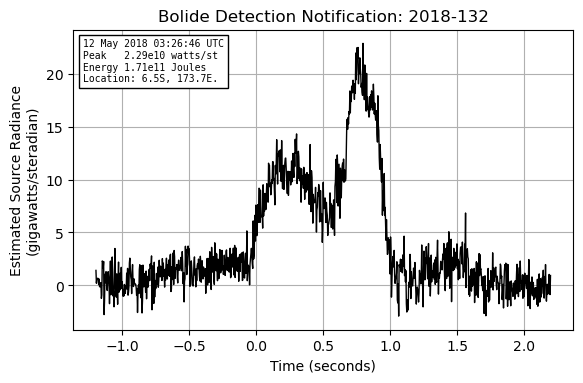 Bolide Detection Notification: 2018-132
12 May 2018 03:26:46 UTC
Peak   2.29e10 watts/st
Energy 1.71e11 Joules
Location: 6.5S, 173.7E.
Estimated Source Radiance
(gigawatts/steradian)
20
15
10
5
0
−1.0 −0.5 0.0 0.5 1.0 1.5 2.0
Time (seconds)